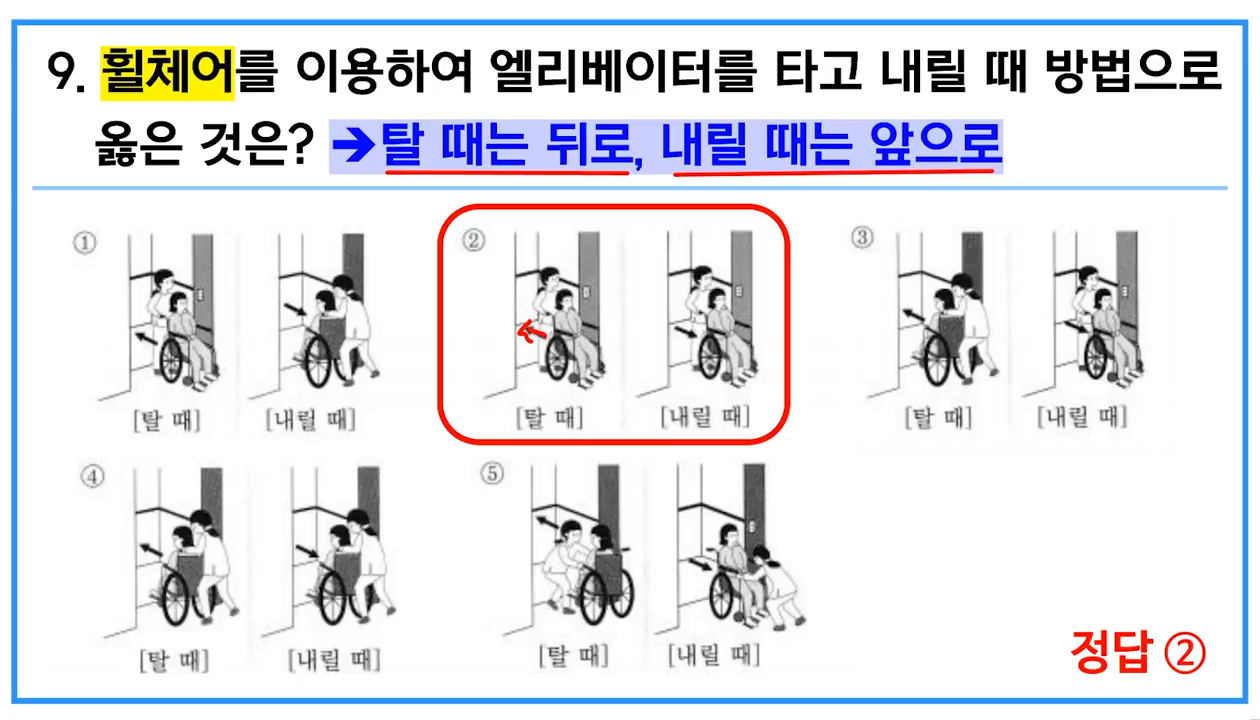 9. 휠체어를 이용하여 엘리베이터를 타고 내릴 때 방법으로
옳은 것은? ➔탈 때는 뒤로, 내릴 때는 앞으로
①
[탈 때] [내릴 때]
②
[탈 때] [내릴 때]
③
[탈 때] [내릴 때]
④
[탈 때] [내릴 때]
⑤
[탈 때] [내릴 때]
정답 ②